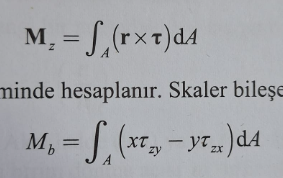 M_z = ∫_A (r×τ)dA
minde hesaplanır. Skaler bileşe
M_b = ∫_A (xτ_zy − yτ_zx)dA